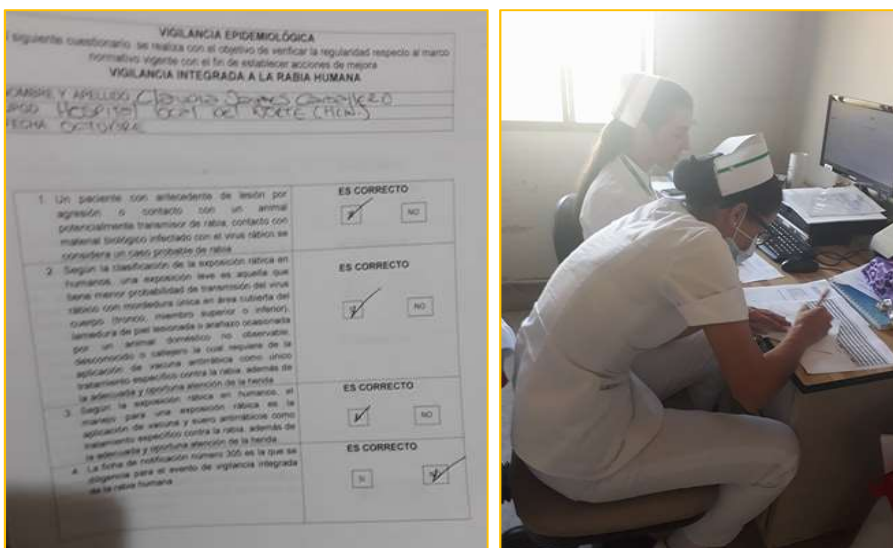 VIGILANCIA EPIDEMIOLÓGICA
siguiente cuestionario se realiza con el objetivo de verificar la regularidad respecto al marco
normativo vigente con el fin de establecer acciones de mejora
VIGILANCIA INTEGRADA A LA RABIA HUMANA
NOMBRE Y APELLIDO Claudia
Hospital local del NORTE (HLN)
FECHA OCTUBRE
1. Un paciente con antecedente de lesión por
agresión o contacto con un animal
potencialmente transmisor de rabia, contacto con
material biológico infectado con el virus rábico se
considera un caso probable de rabia
ES CORRECTO
NO
2. Según la clasificación de la exposición rábica en
humanos, una exposición leve es aquella que
tiene menor probabilidad de transmisión del virus
rábico con mordedura única en área cubierta del
cuerpo (tronco, miembro superior o inferior),
lamedura de piel lesionada o arañazo ocasionada
por un animal doméstico no observable,
desconocido o callejero la cual requiere de la
aplicación de vacuna antirrábica como único
tratamiento específico contra la rabia, además de
la adecuada y oportuna atención de la herida
ES CORRECTO
NO
3. Según la exposición rábica en humanos, el
manejo para una exposición rábica es la
aplicación de vacuna y suero antirrábicos como
tratamiento específico contra la rabia, además de
la adecuada y oportuna atención de la herida
ES CORRECTO
NO
4. La ficha de notificación número 305 es la que se
diligencia para el evento de vigilancia integrada
de la rabia humana
ES CORRECTO
SI